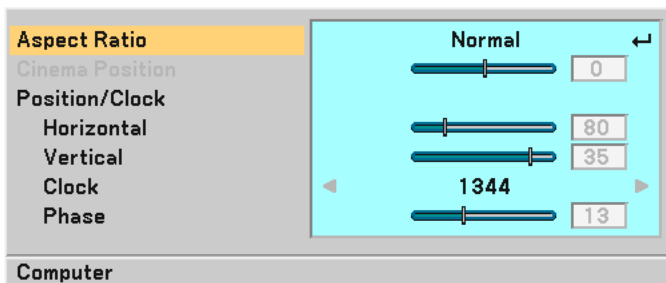 Aspect Ratio Normal
Cinema Position 0
Position/Clock
Horizontal 80
Vertical 35
Clock 1344
Phase 13
Computer